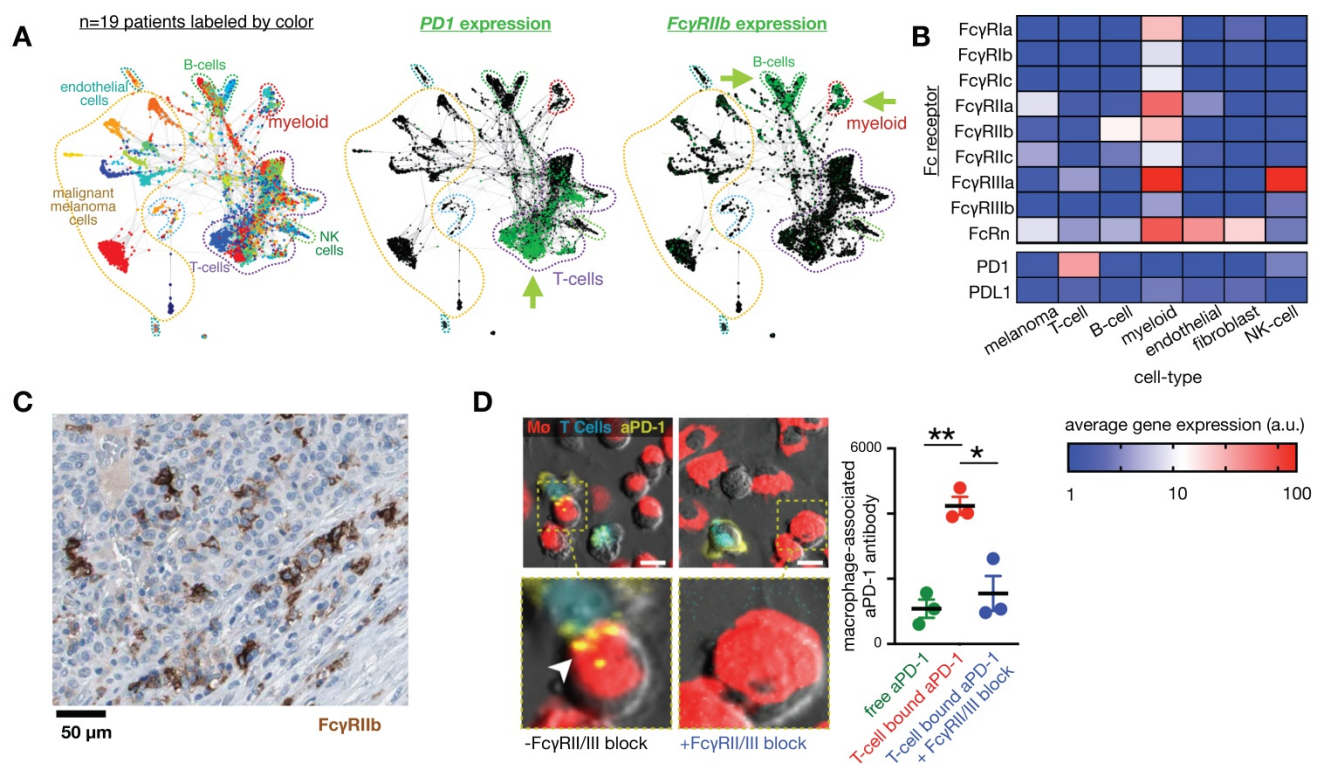 A
n=19 patients labeled by color
PD1 expression
FcγRIIb expression
B-cells
endothelial
cells
myeloid
malignant
melanoma
cells
NK
cells
T-cells
T-cells
B-cells
myeloid
B
Fc receptor
FcγRIa
FcγRIb
FcγRIc
FcγRIIa
FcγRIIb
FcγRIIc
FcγRIIIa
FcγRIIIb
FcRn
PD1
PDL1
melanoma
T-cell
B-cell
myeloid
endothelial
fibroblast
NK-cell
cell-type
average gene expression (a.u.)
1 10 100
C
50 µm
FcγRIIb
D
Mø T Cells aPD-1
-FcγRII/III block
+FcγRII/III block
macrophage-associated
aPD-1 antibody
6000
0
**
*
free aPD-1
T-cell bound aPD-1
T-cell bound aPD-1
+ FcγRII/III block